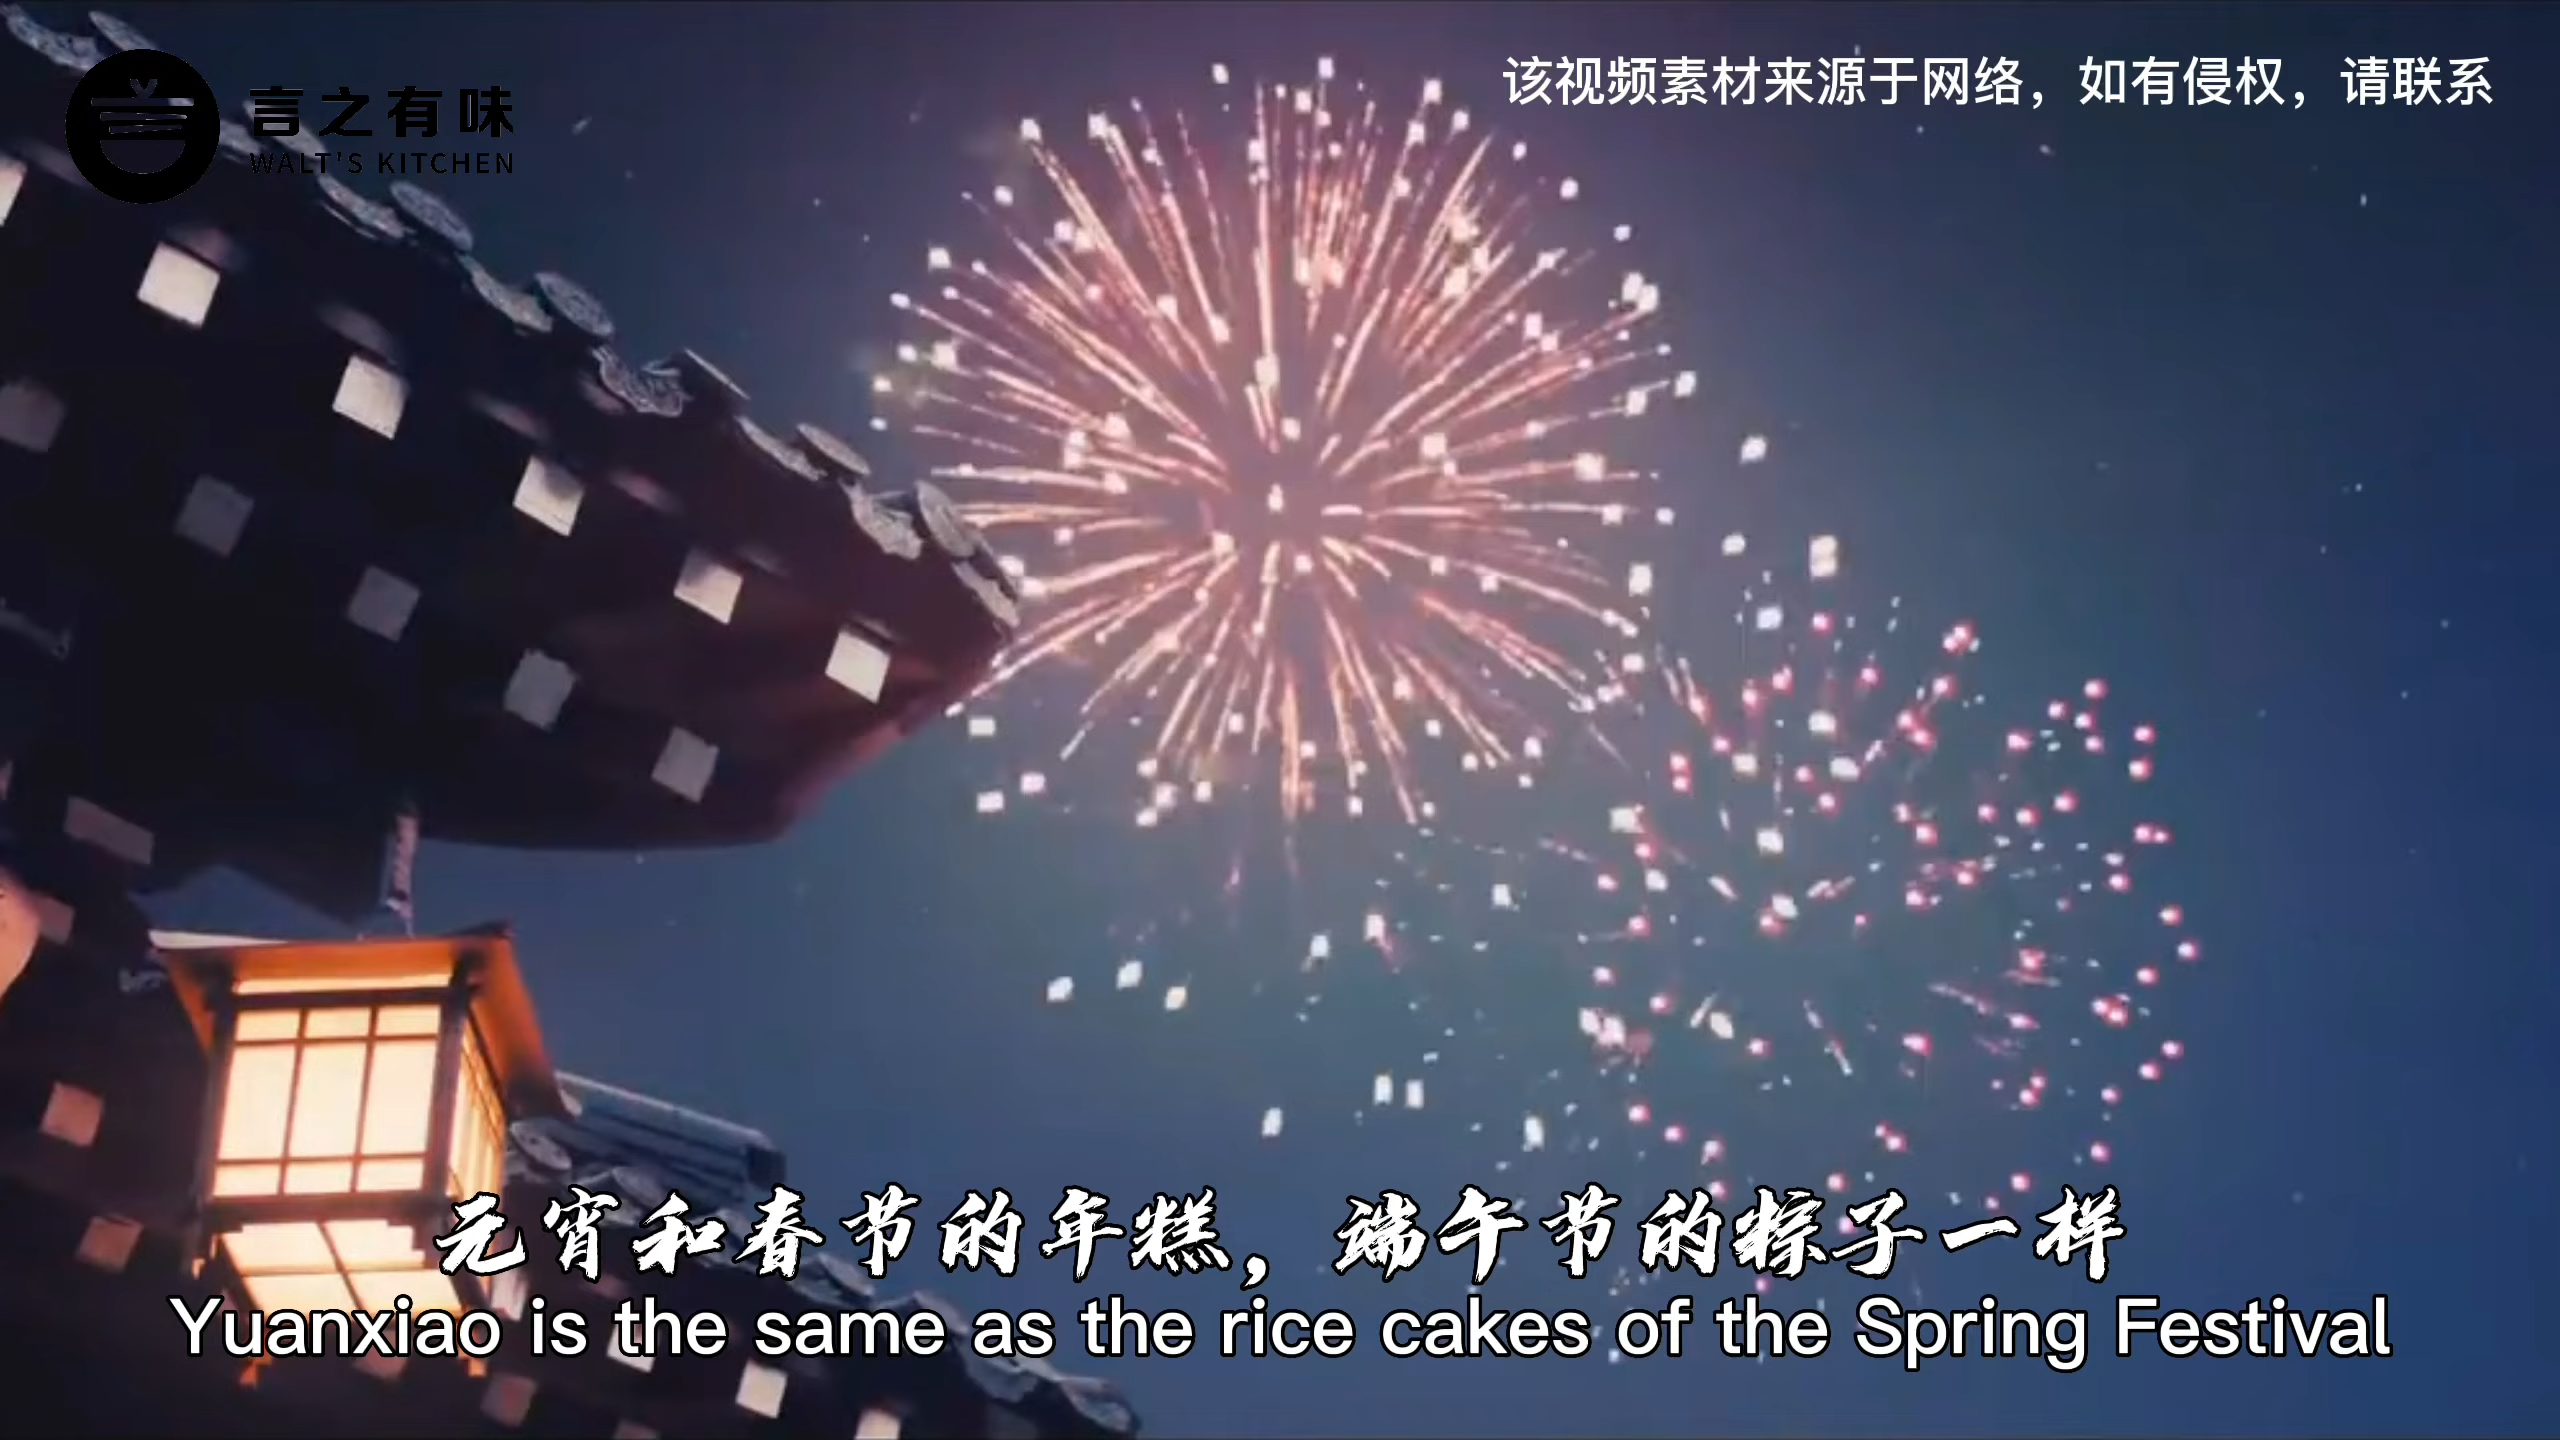 言之有味
WALT'S KITCHEN
该视频素材来源于网络，如有侵权，请联系
元宵和春节的年糕，端午节的粽子一样
Yuanxiao is the same as the rice cakes of the Spring Festival